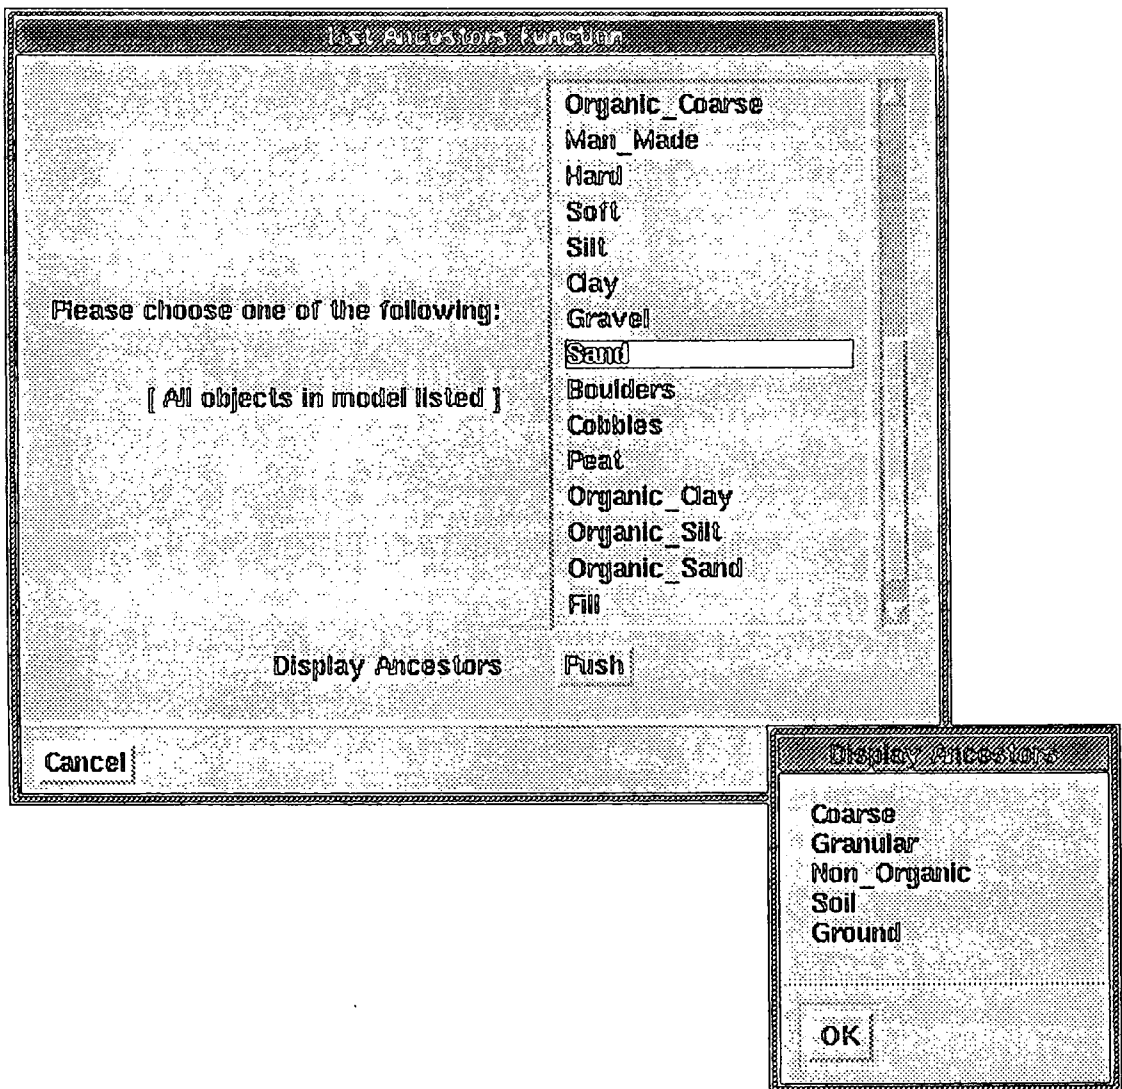 list Ancestors Function
Organic_Coarse
Man_Made
Hard
Soft
Silt
Clay
Gravel
Please choose one of the following:
Sand
Boulders
[ All objects in model listed ]
Cobbles
Peat
Organic_Clay
Organic_Silt
Organic_Sand
Fill
Display Ancestors Push
Cancel
Display Ancestors
Coarse
Granular
Non_Organic
Soil
Ground
OK